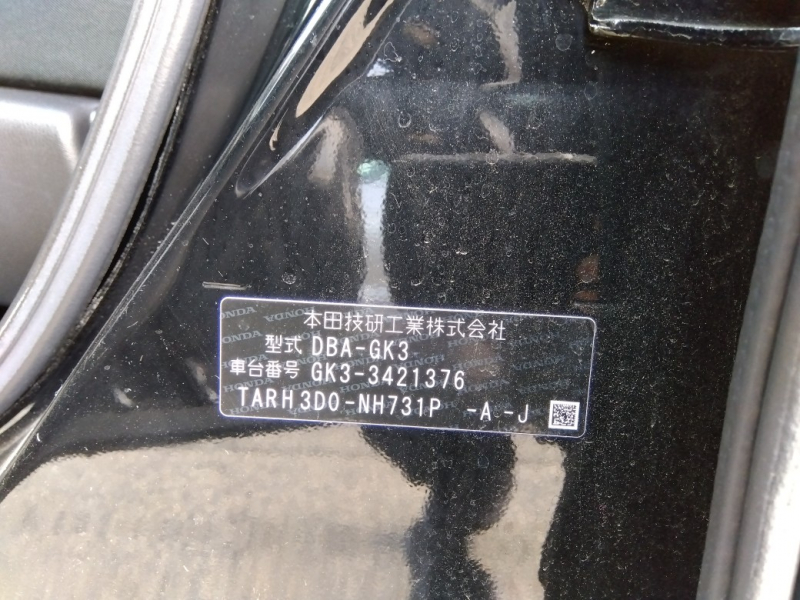 本田技研工業株式会社
型式 DBA-GK3
車台番号 GK3-3421376
TARH3D0-NH731P -A -J